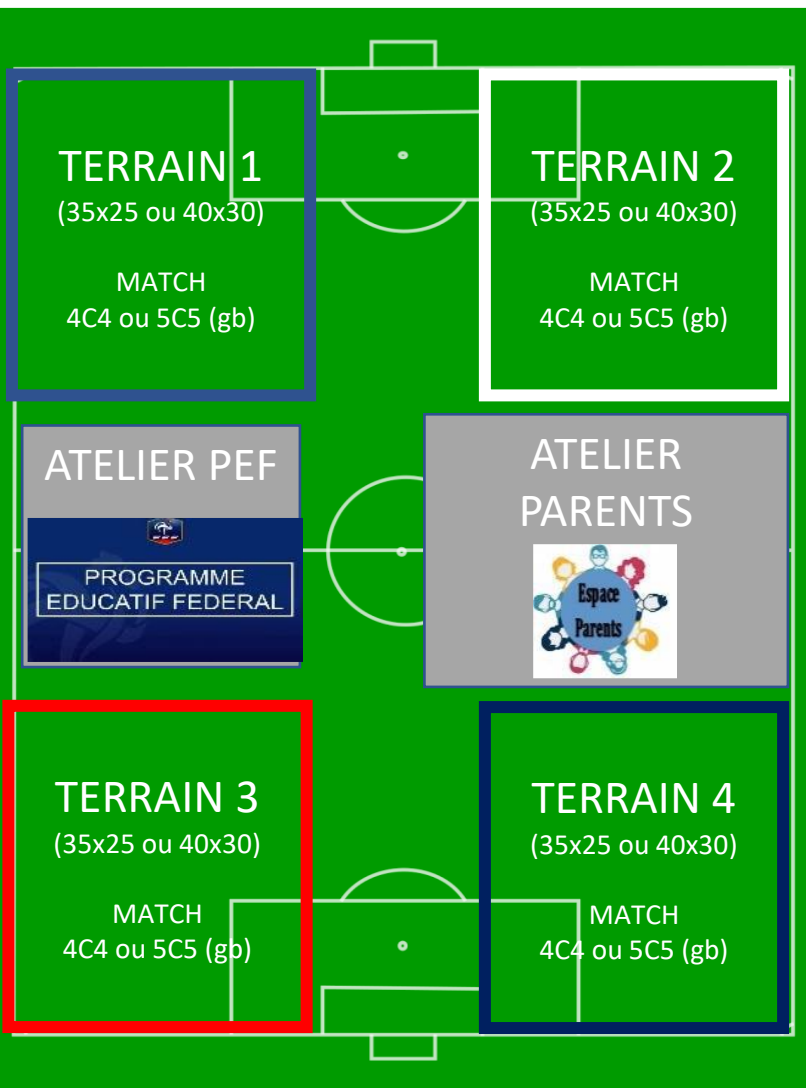 TERRAIN 1
(35x25 ou 40x30)
MATCH
4C4 ou 5C5 (gb)
TERRAIN 2
(35x25 ou 40x30)
MATCH
4C4 ou 5C5 (gb)
ATELIER PEF
PROGRAMME
EDUCATIF FEDERAL
ATELIER
PARENTS
Espace
Parents
TERRAIN 3
(35x25 ou 40x30)
MATCH
4C4 ou 5C5 (gb)
TERRAIN 4
(35x25 ou 40x30)
MATCH
4C4 ou 5C5 (gb)